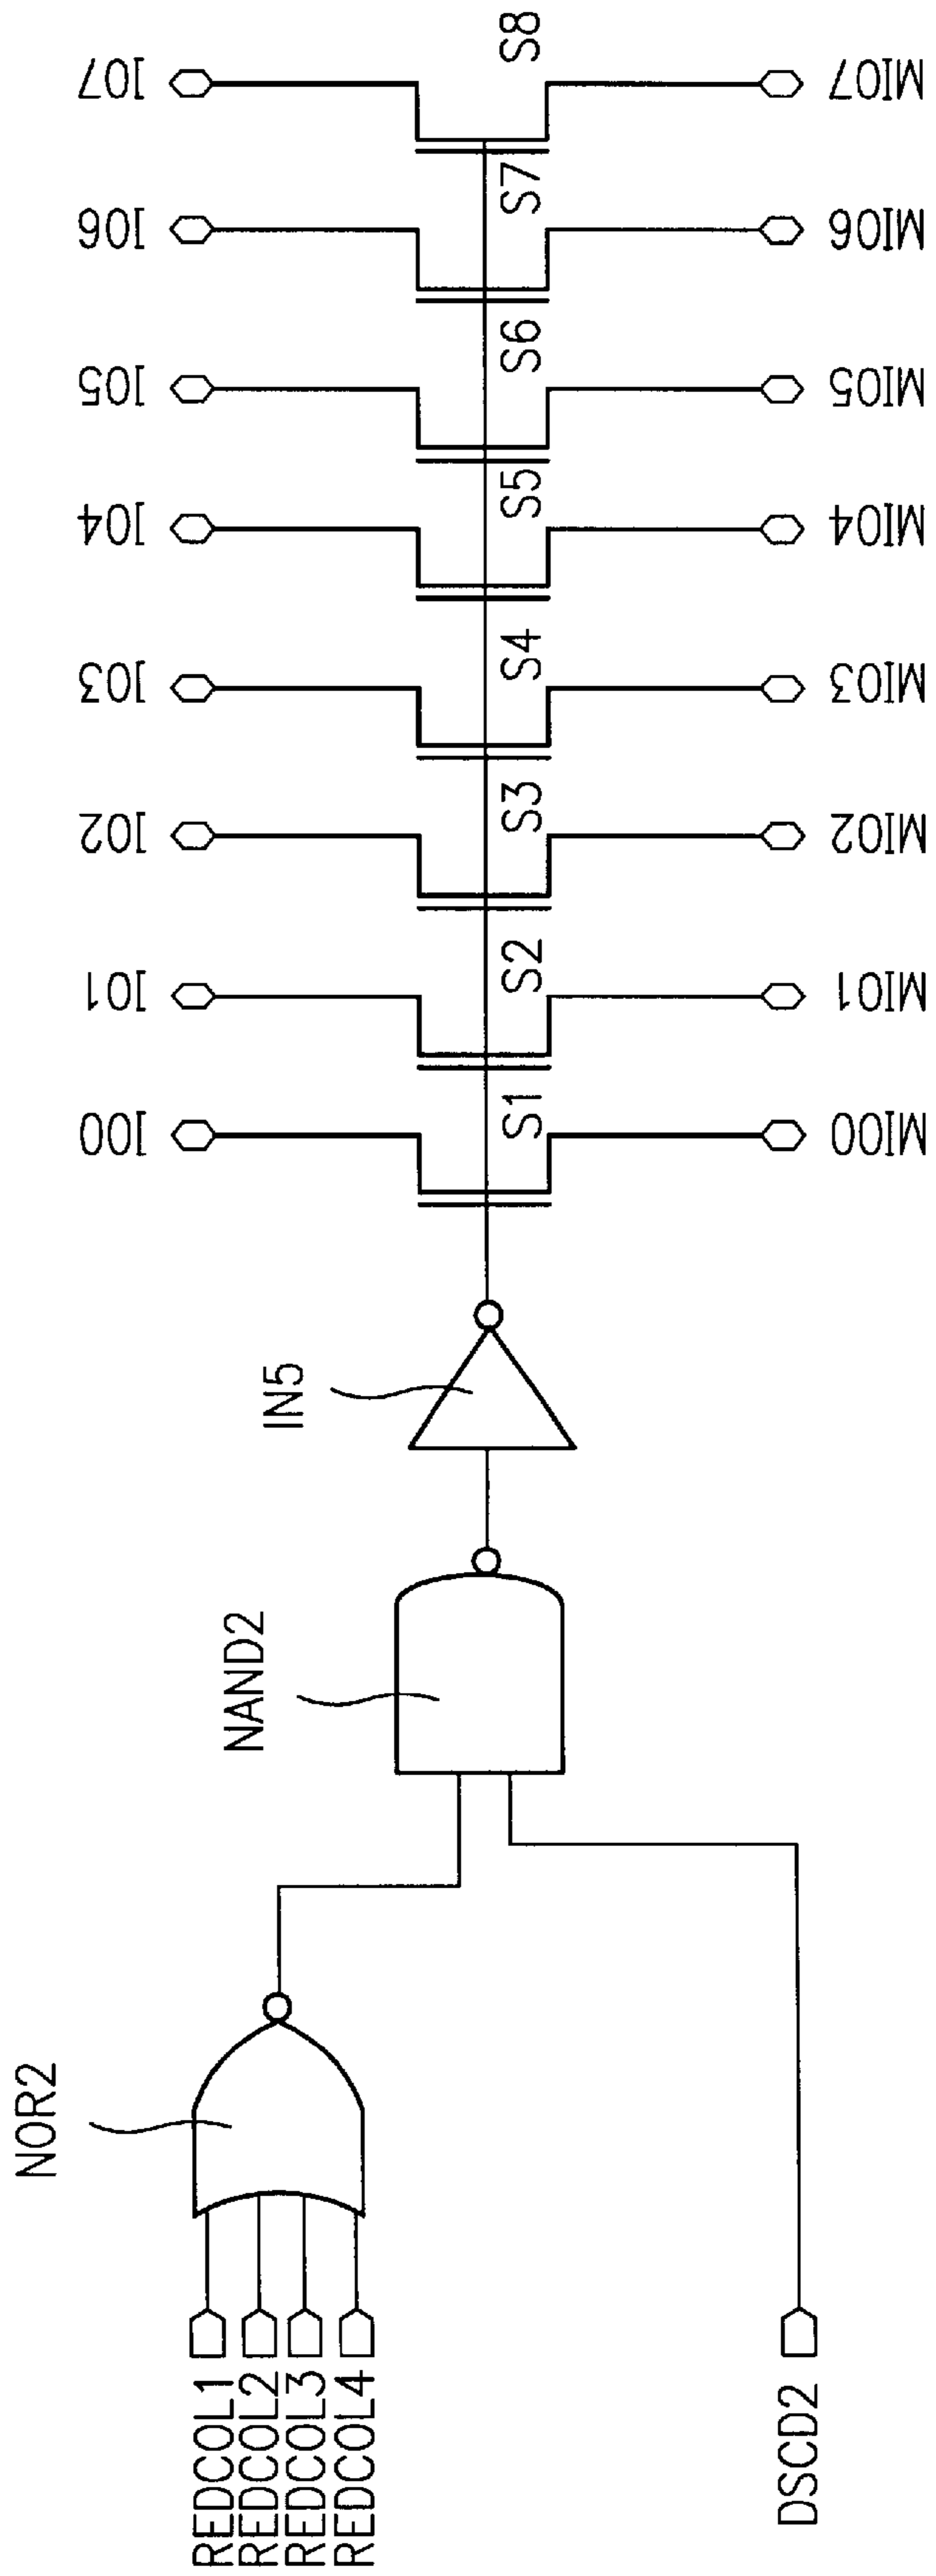 IO0
IO1
IO2
IO3
IO4
IO5
IO6
IO7
S1
S2
S3
S4
S5
S6
S7
S8
MIO0
MIO1
MIO2
MIO3
MIO4
MIO5
MIO6
MIO7
IN5
NAND2
NOR2
REDCOL1
REDCOL2
REDCOL3
REDCOL4
DSCD2